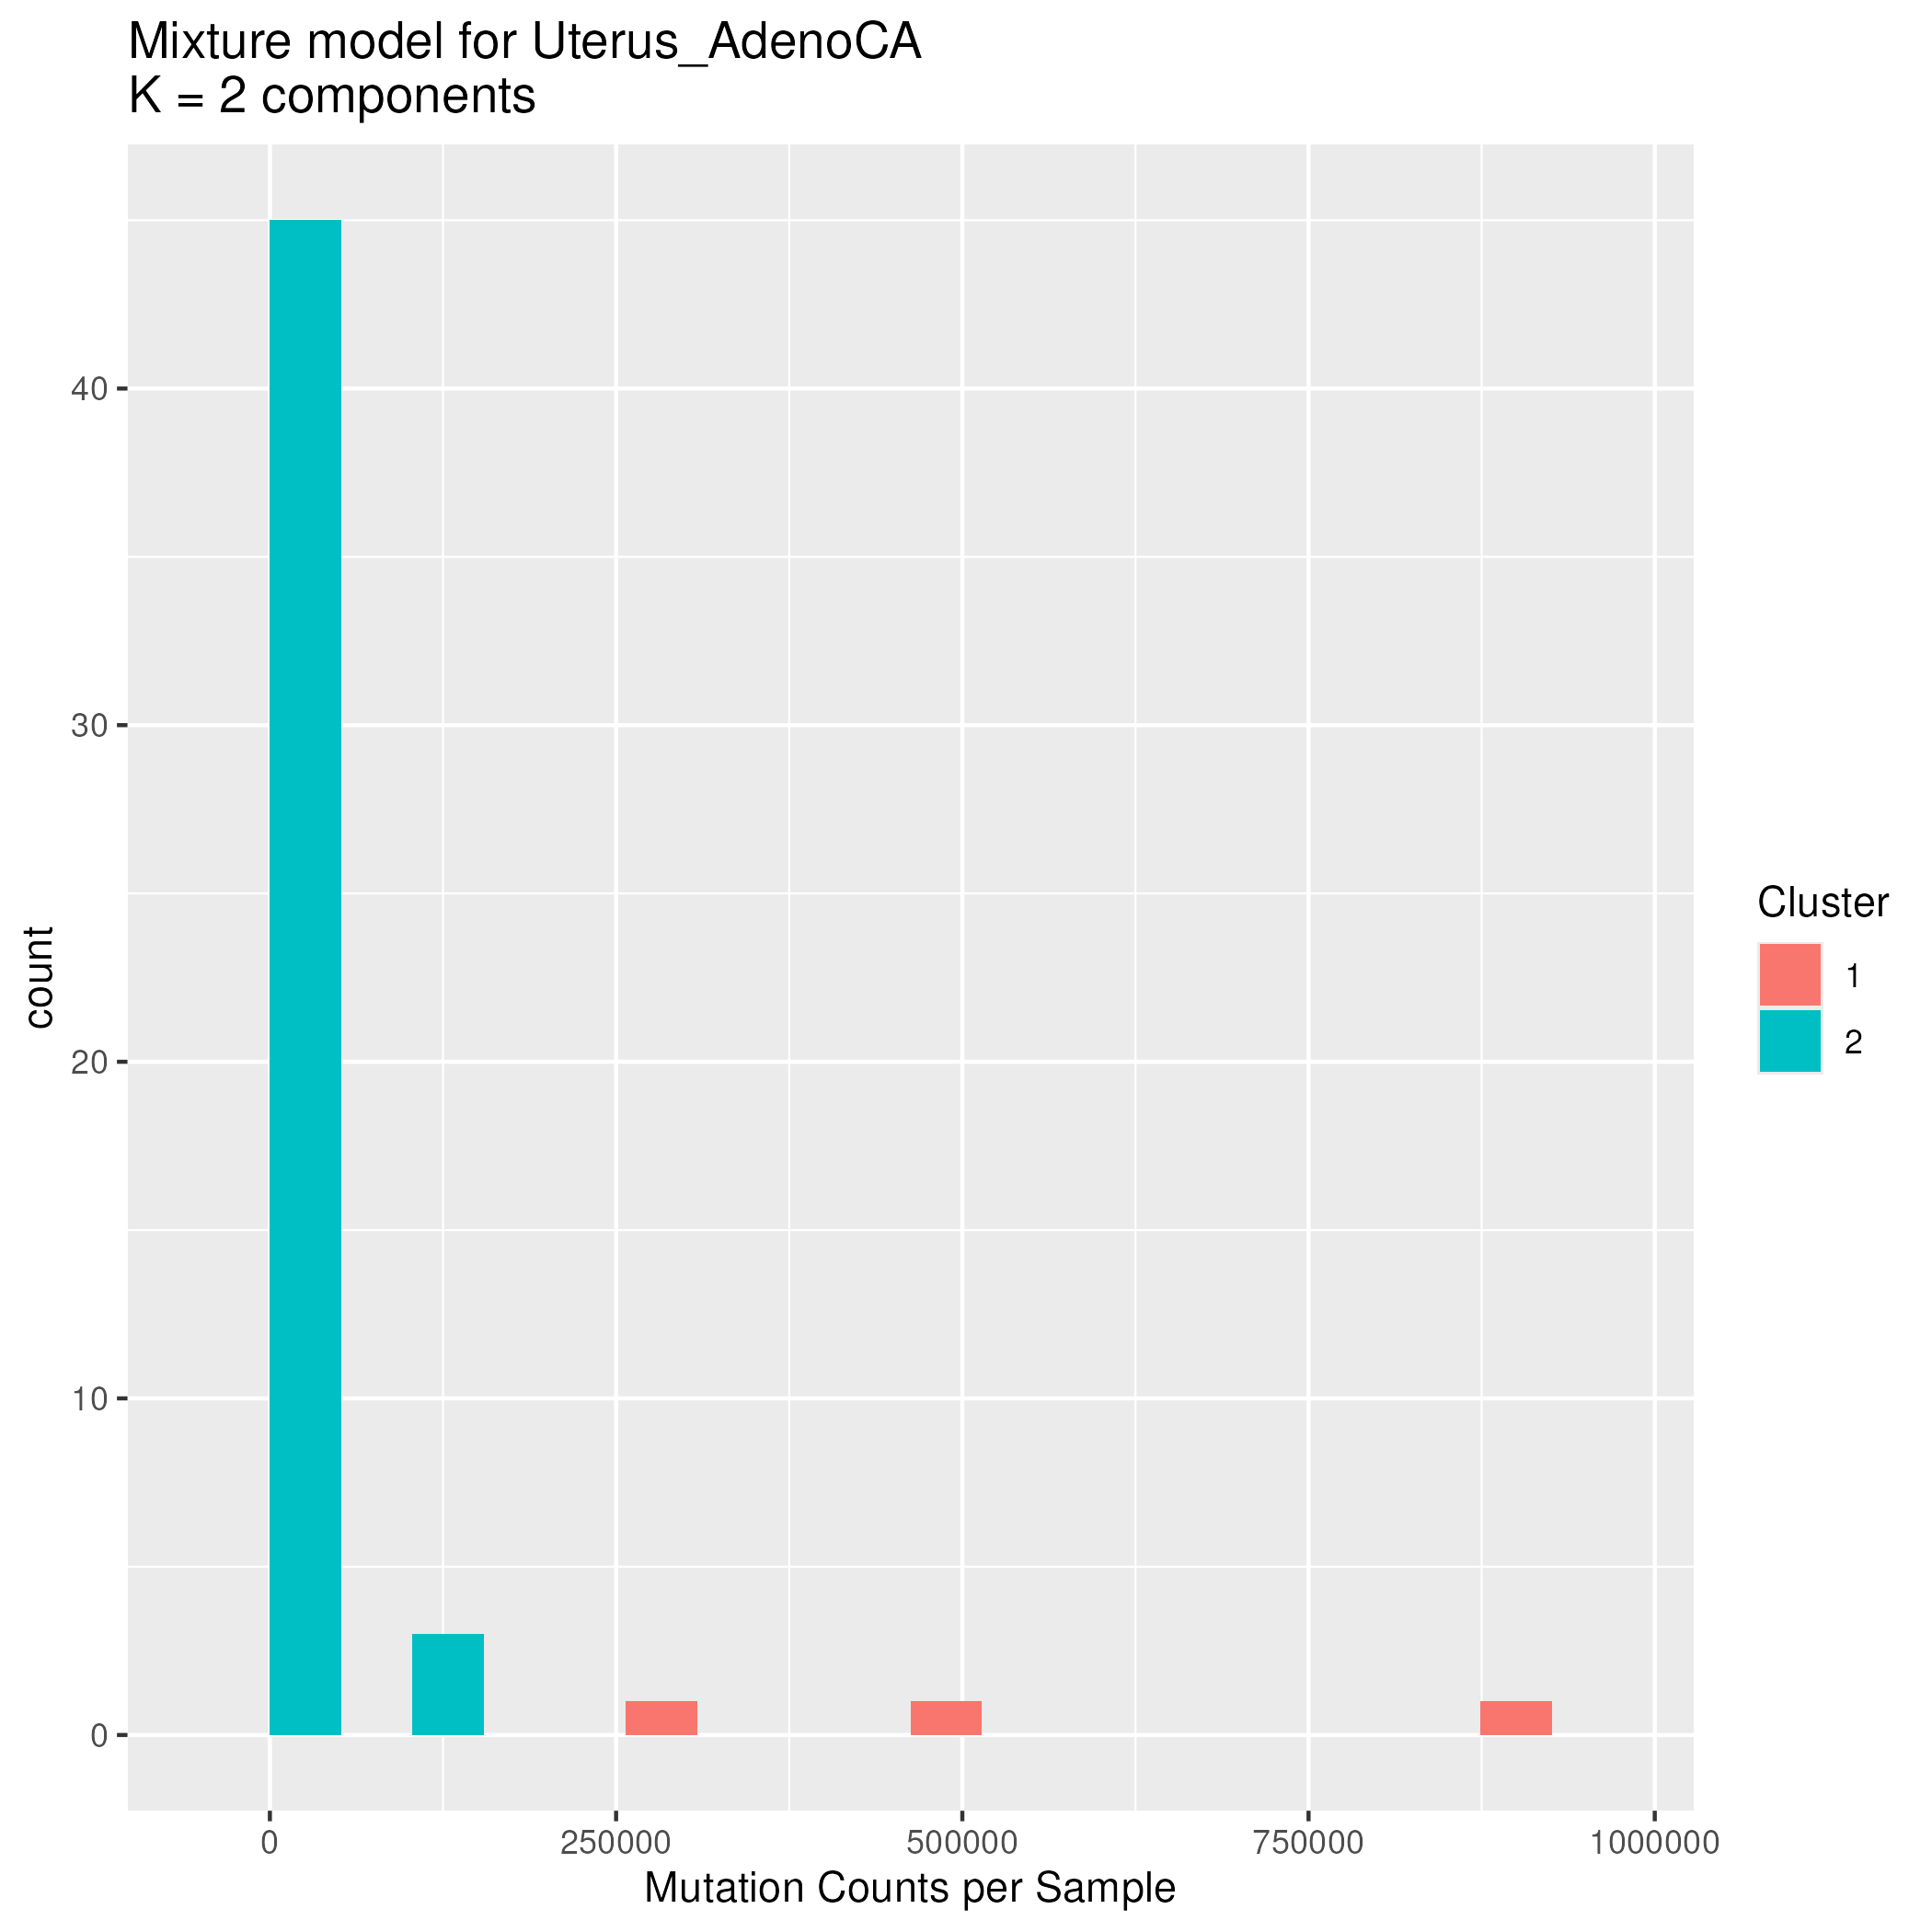 Mixture model for Uterus_AdenoCA
K = 2 components
40
30
20
10
0
count
0
250000
500000
750000
1000000
Mutation Counts per Sample
Cluster
1
2